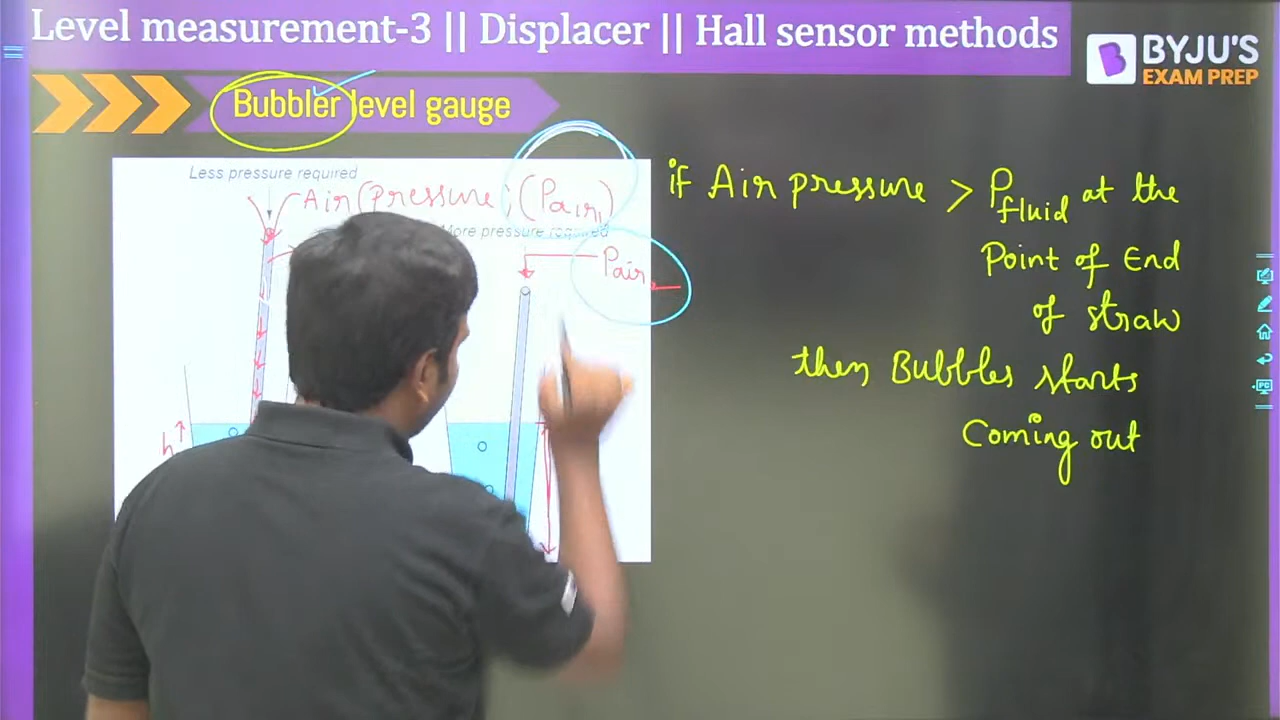 Level measurement-3 || Displacer || Hall sensor methods
BYJU'S
EXAM PREP
Bubbler level gauge
Less pressure required
Air (pressure ; (Pair1)
More pressure required
Pair2
h
if Air pressure > Pfluid at the
Point of End
of straw
then Bubbles starts
Coming out
PC